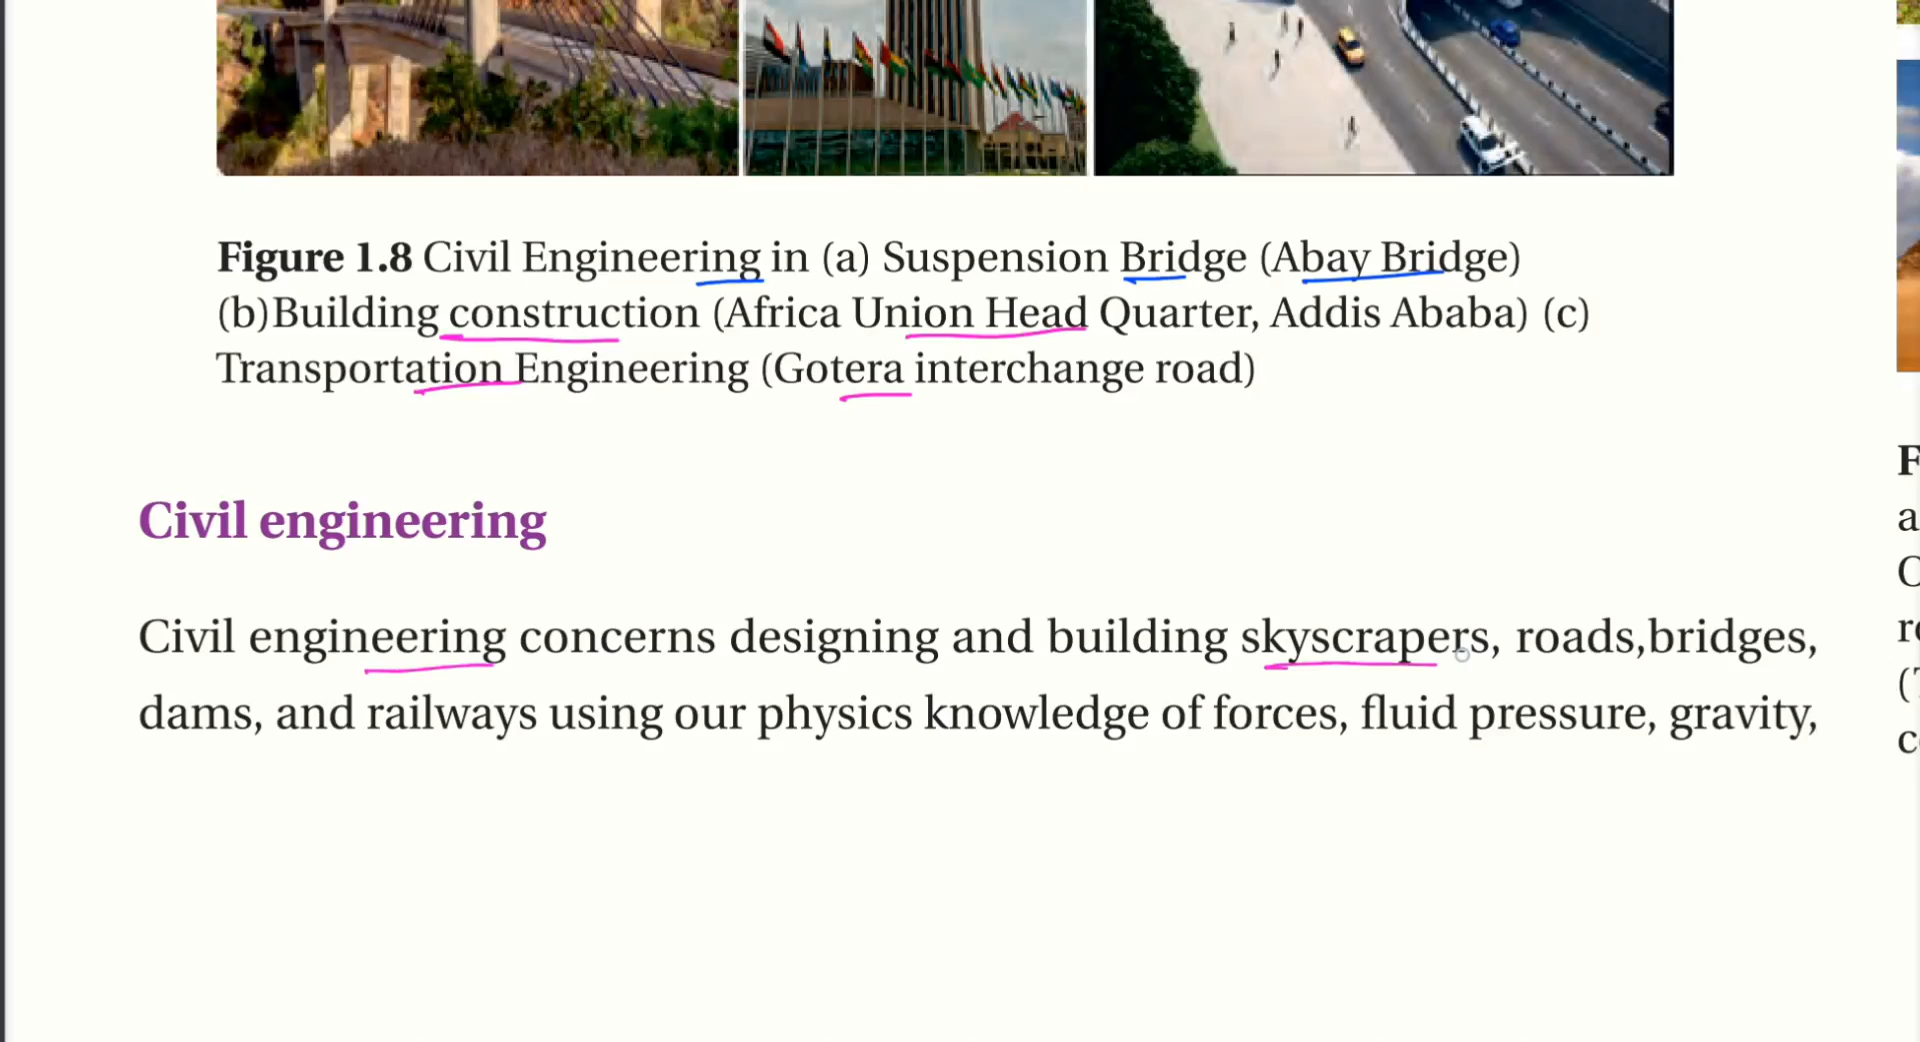 Figure 1.8 Civil Engineering in (a) Suspension Bridge (Abay Bridge)
(b)Building construction (Africa Union Head Quarter, Addis Ababa) (c)
Transportation Engineering (Gotera interchange road)
Civil engineering
Civil engineering concerns designing and building skyscrapers, roads,bridges,
dams, and railways using our physics knowledge of forces, fluid pressure, gravity,